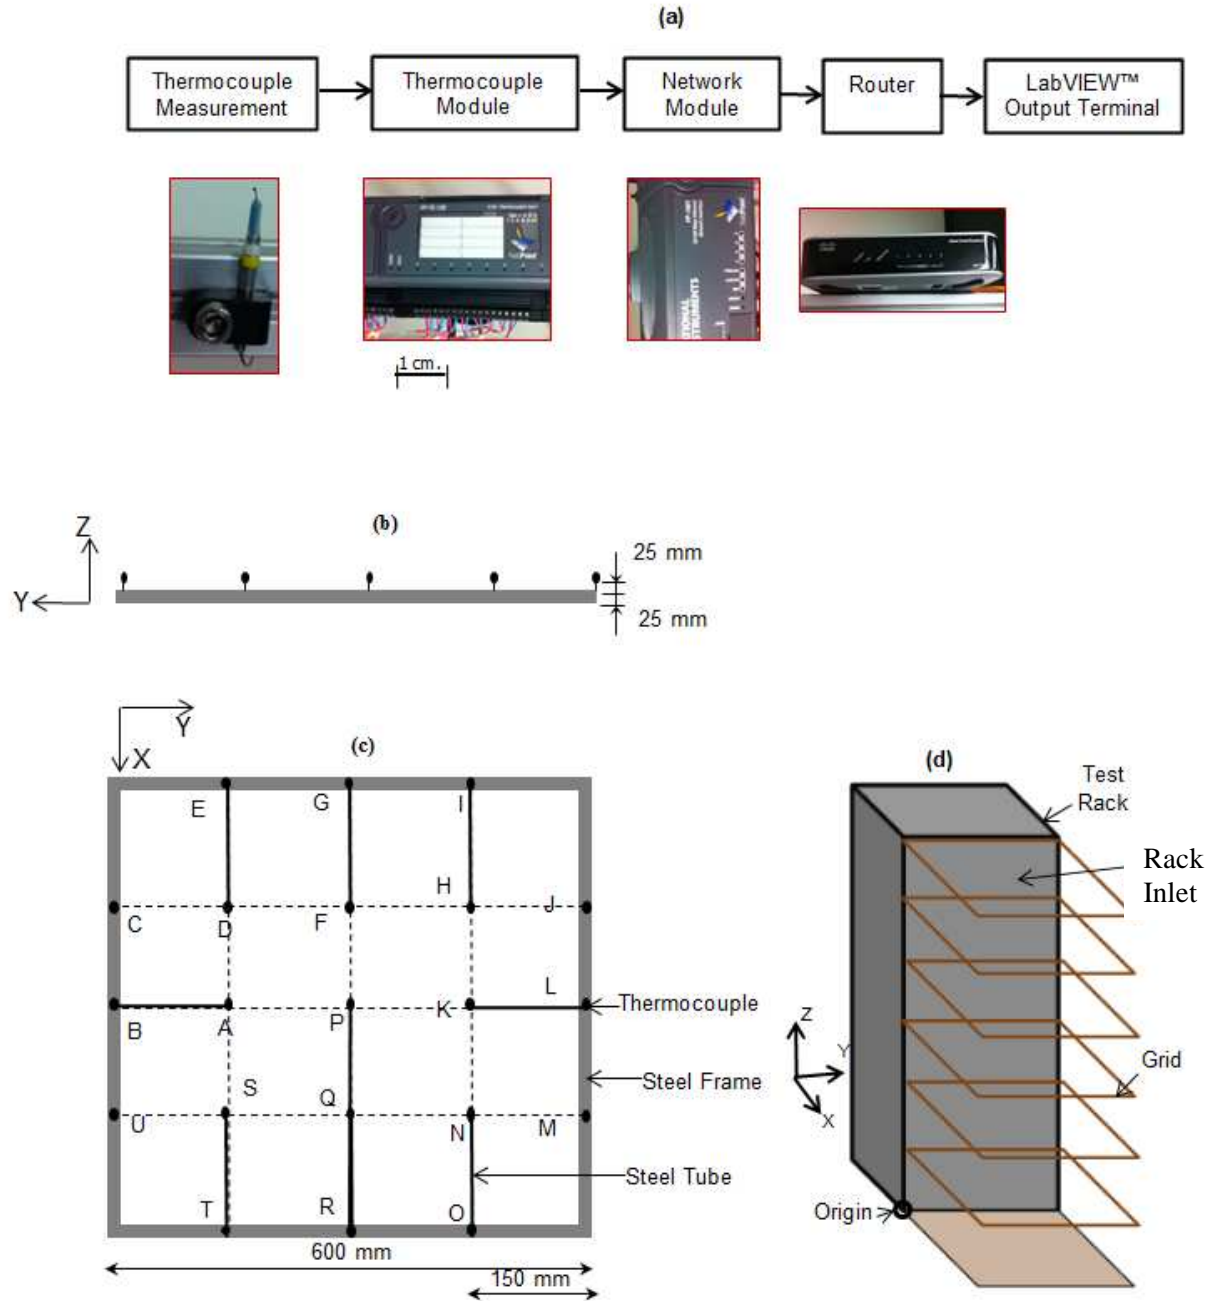 (a)
Thermocouple
Measurement
Thermocouple
Module
Network
Module
Router
LabVIEW™
Output Terminal
1 cm.
(b)
Z
Y
25 mm
25 mm
Y
X
(c)
E
G
I
H
J
C
D
F
L
B
A
P
K
Thermocouple
S
Steel Frame
Q
U
N
M
Steel Tube
T
R
O
600 mm
150 mm
(d)
Test
Rack
Rack
Inlet
Z
Y
X
Grid
Origin